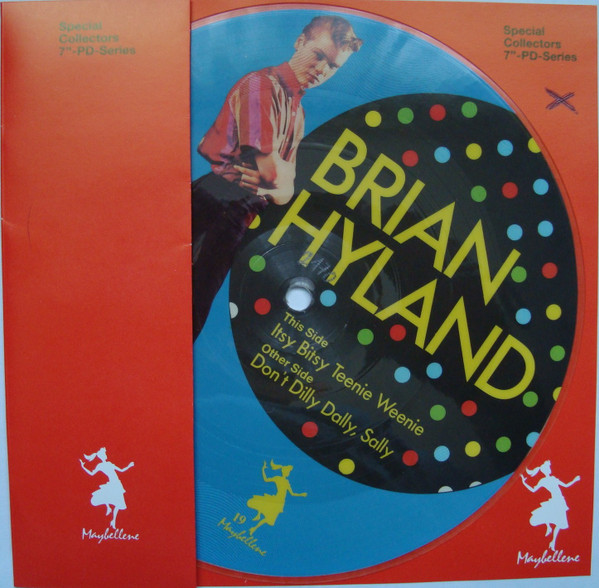 Special
Collectors
7"-PD-Series
Special
Collectors
7"-PD-Series
BRIAN
HYLAND
This Side
Itsy Bitsy Teenie Weenie
Other Side
Don't Dilly Dally, Sally
19
Maybellene
Maybellene
Maybellene